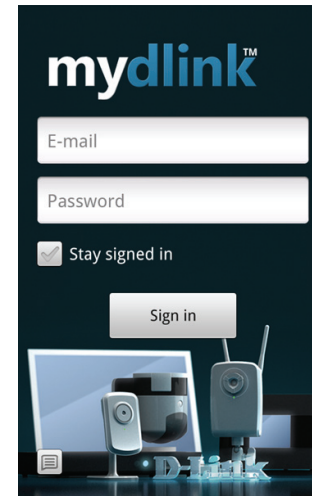 mydlink™
E-mail
Password
Stay signed in
Sign in
D-Link